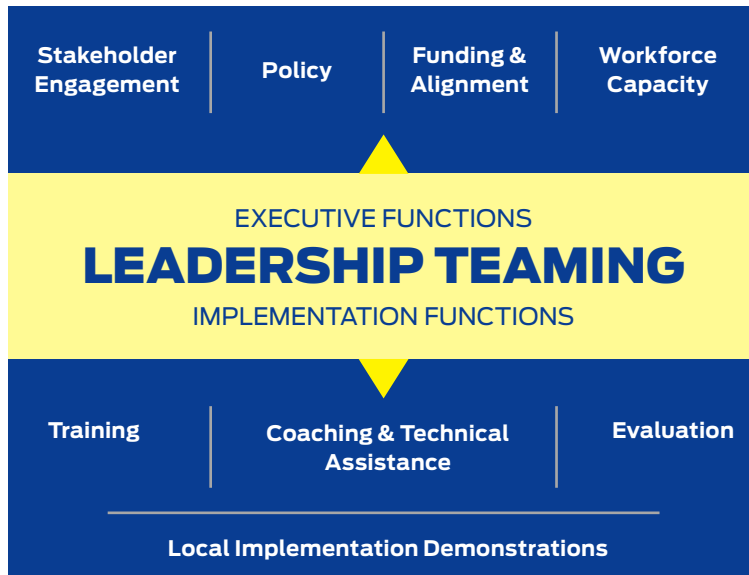 Stakeholder
Engagement
Policy
Funding &
Alignment
Workforce
Capacity
EXECUTIVE FUNCTIONS
LEADERSHIP TEAMING
IMPLEMENTATION FUNCTIONS
Training
Coaching & Technical
Assistance
Evaluation
Local Implementation Demonstrations